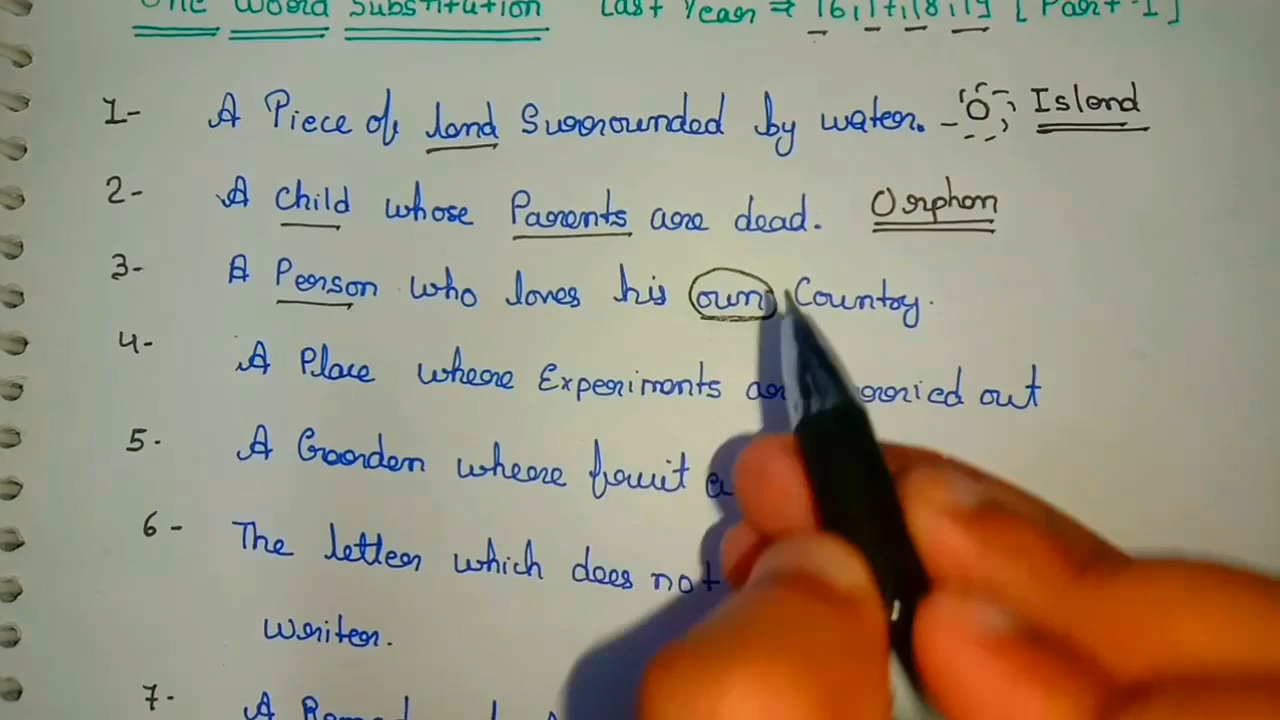 One Word Substitution Last Year ⇒ 16, 17, 18, 19 [ Part - I ]
1- A Piece of land Surrounded by water. Island
2- A child whose Parents are dead. Orphan
3- A Person who loves his own Country.
4- A Place where Experiments carried out
5- A Garden where fruit
6- The letter which does not
writer.
7- A